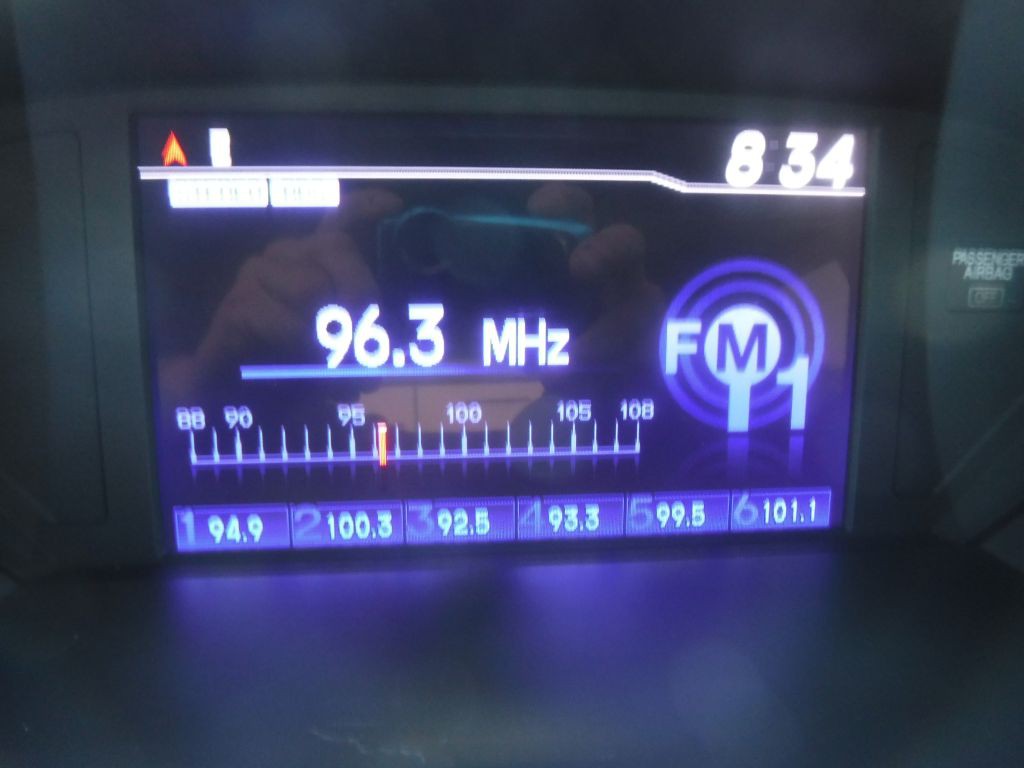 8:34
STEREO
96.3 MHz
FM 1
88 90 95 100 105 108
1 94.9 2 100.3 3 92.5 4 93.3 5 99.5 6 101.1
PASSENGER
AIRBAG
OFF